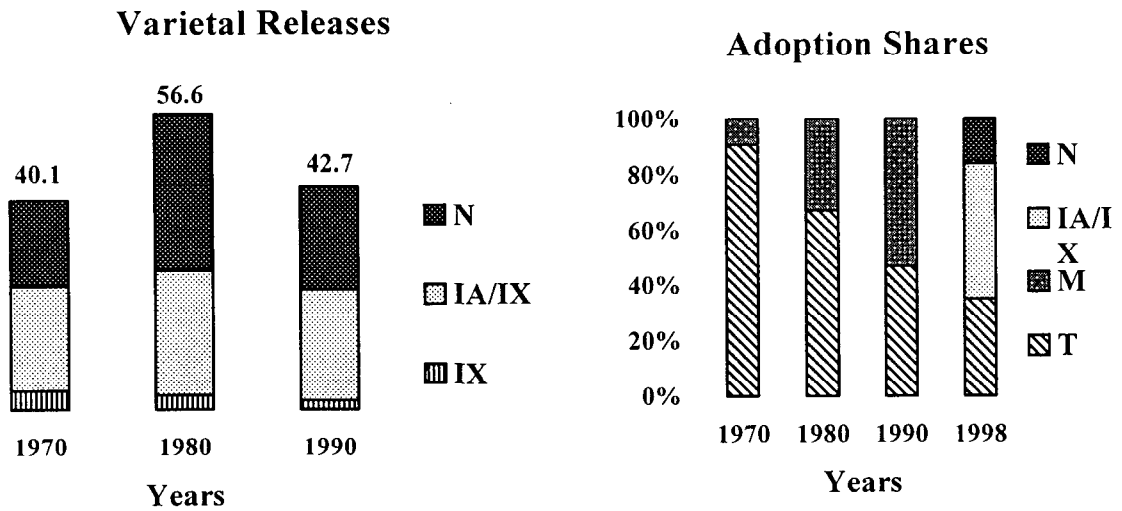 Varietal Releases
56.6
40.1
42.7
N
IA/IX
IX
1970 1980 1990
Years
Adoption Shares
100%
80%
60%
40%
20%
0%
N
IA/I
X
M
T
1970 1980 1990 1998
Years